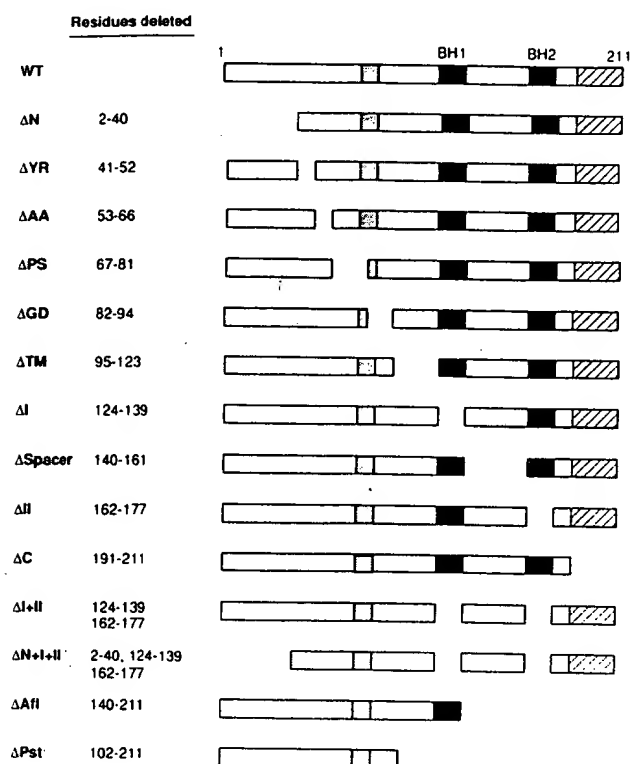 Residues deleted
1 BH1 BH2 211
WT
ΔN 2-40
ΔYR 41-52
ΔAA 53-66
ΔPS 67-81
ΔGD 82-94
ΔTM 95-123
ΔI 124-139
ΔSpacer 140-161
ΔII 162-177
ΔC 191-211
ΔI+II 124-139
162-177
ΔN+I+II 2-40, 124-139
162-177
ΔAfl 140-211
ΔPst 102-211